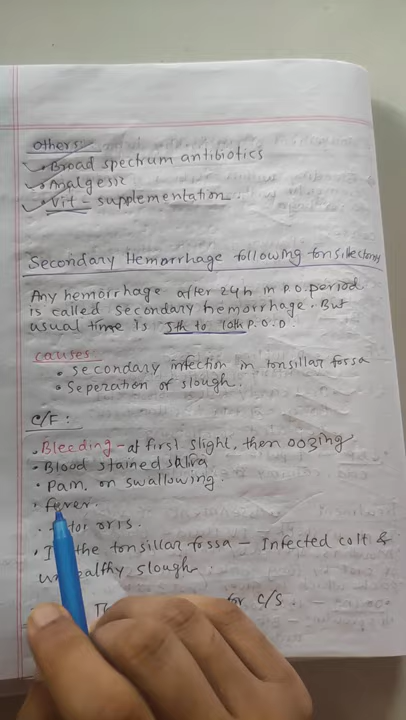 Others:-
Broad spectrum antibiotics
Analgesic
Vit - supplementation.
Secondary Hemorrhage following tonsillectomy
Any hemorrhage after 24h in P.O. period
is called secondary hemorrhage. But
usual time is 5th to 10th P.O.D.
Causes
• Secondary infection in tonsillar fossa
• Seperation of slough.
C/F:
• Bleeding - at first slight, then oozing
• Blood stained saliva
• Pain on swallowing.
• Fever.
oris.
the tonsillar fossa - Infected colt &
slough.
for C/S.